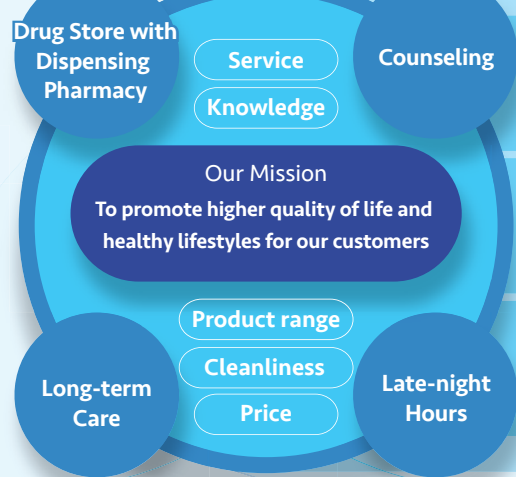 Drug Store with
Dispensing
Pharmacy
Service
Knowledge
Counseling
Our Mission
To promote higher quality of life and
healthy lifestyles for our customers
Product range
Cleanliness
Price
Long-term
Care
Late-night
Hours